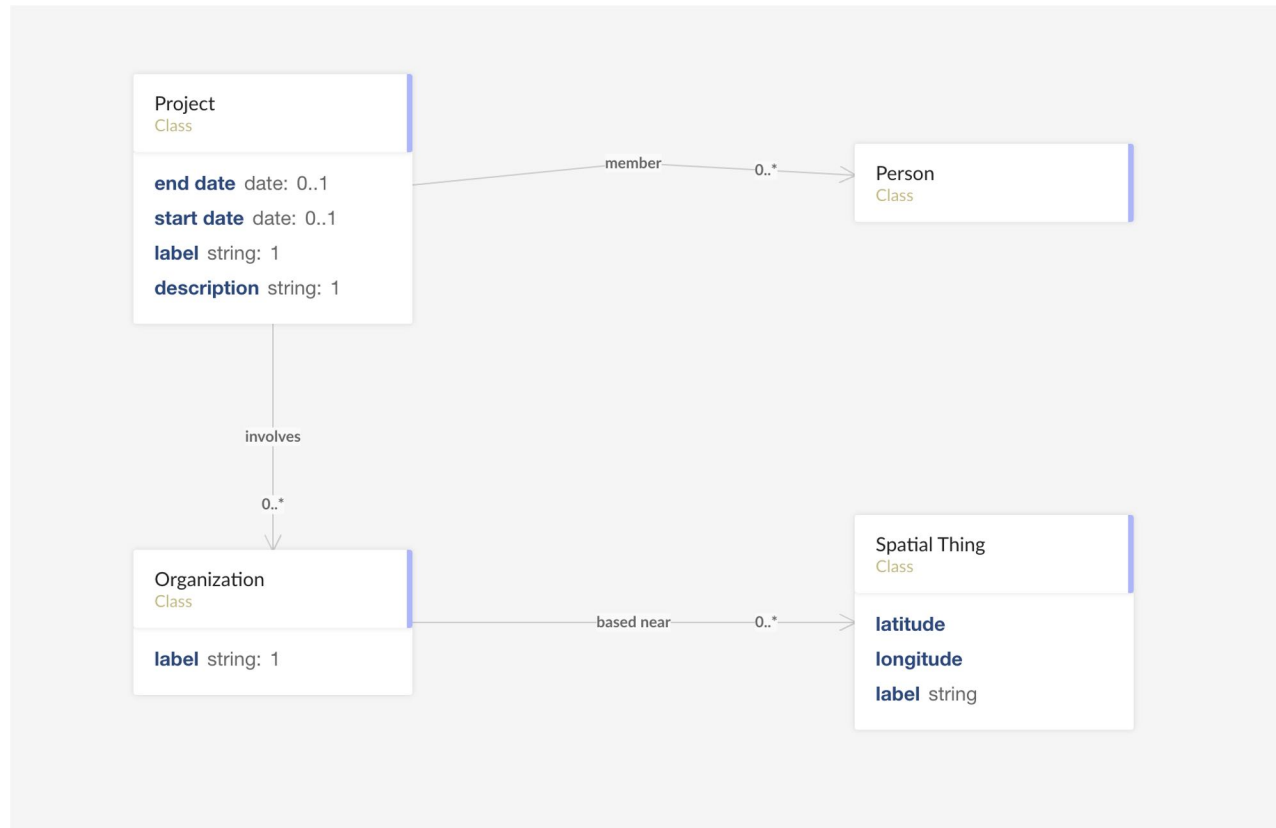 Project
Class
end date date: 0..1
start date date: 0..1
label string: 1
description string: 1
member
0..*
Person
Class
involves
0..*
Organization
Class
label string: 1
based near
0..*
Spatial Thing
Class
latitude
longitude
label string